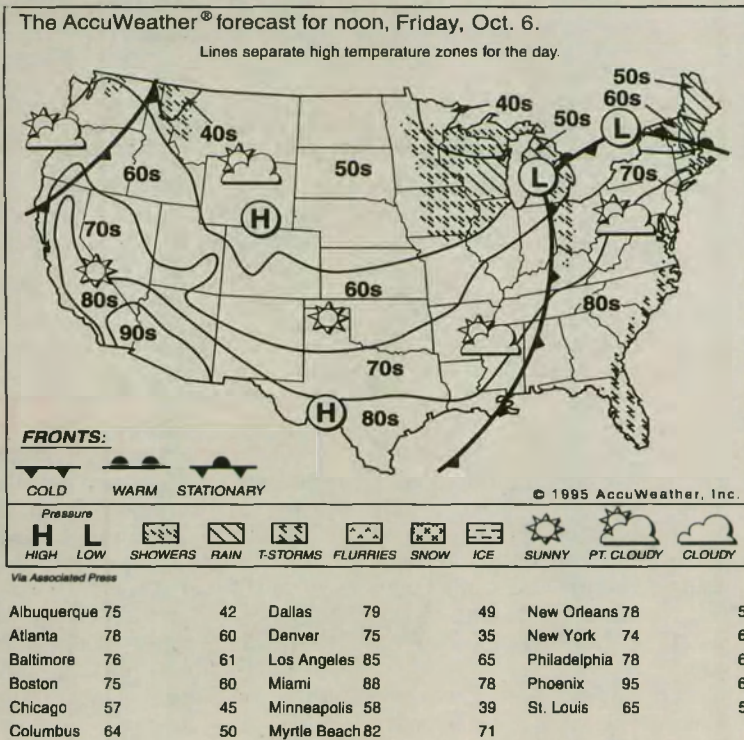 The AccuWeather® forecast for noon, Friday, Oct. 6.
Lines separate high temperature zones for the day.
50s
60s
40s
50s
L
40s
60s
50s
L
70s
H
70s
60s
80s
80s
90s
70s
H
80s
FRONTS:
COLD WARM STATIONARY
© 1995 AccuWeather, Inc.
Pressure
H L
HIGH LOW SHOWERS RAIN T-STORMS FLURRIES SNOW ICE SUNNY PT. CLOUDY CLOUDY
Via Associated Press
Albuquerque 75 42 Dallas 79 49 New Orleans 78 5
Atlanta 78 60 Denver 75 35 New York 74 6
Baltimore 76 61 Los Angeles 85 65 Philadelphia 78 6
Boston 75 60 Miami 88 78 Phoenix 95 6
Chicago 57 45 Minneapolis 58 39 St. Louis 65 5
Columbus 64 50 Myrtle Beach 82 71